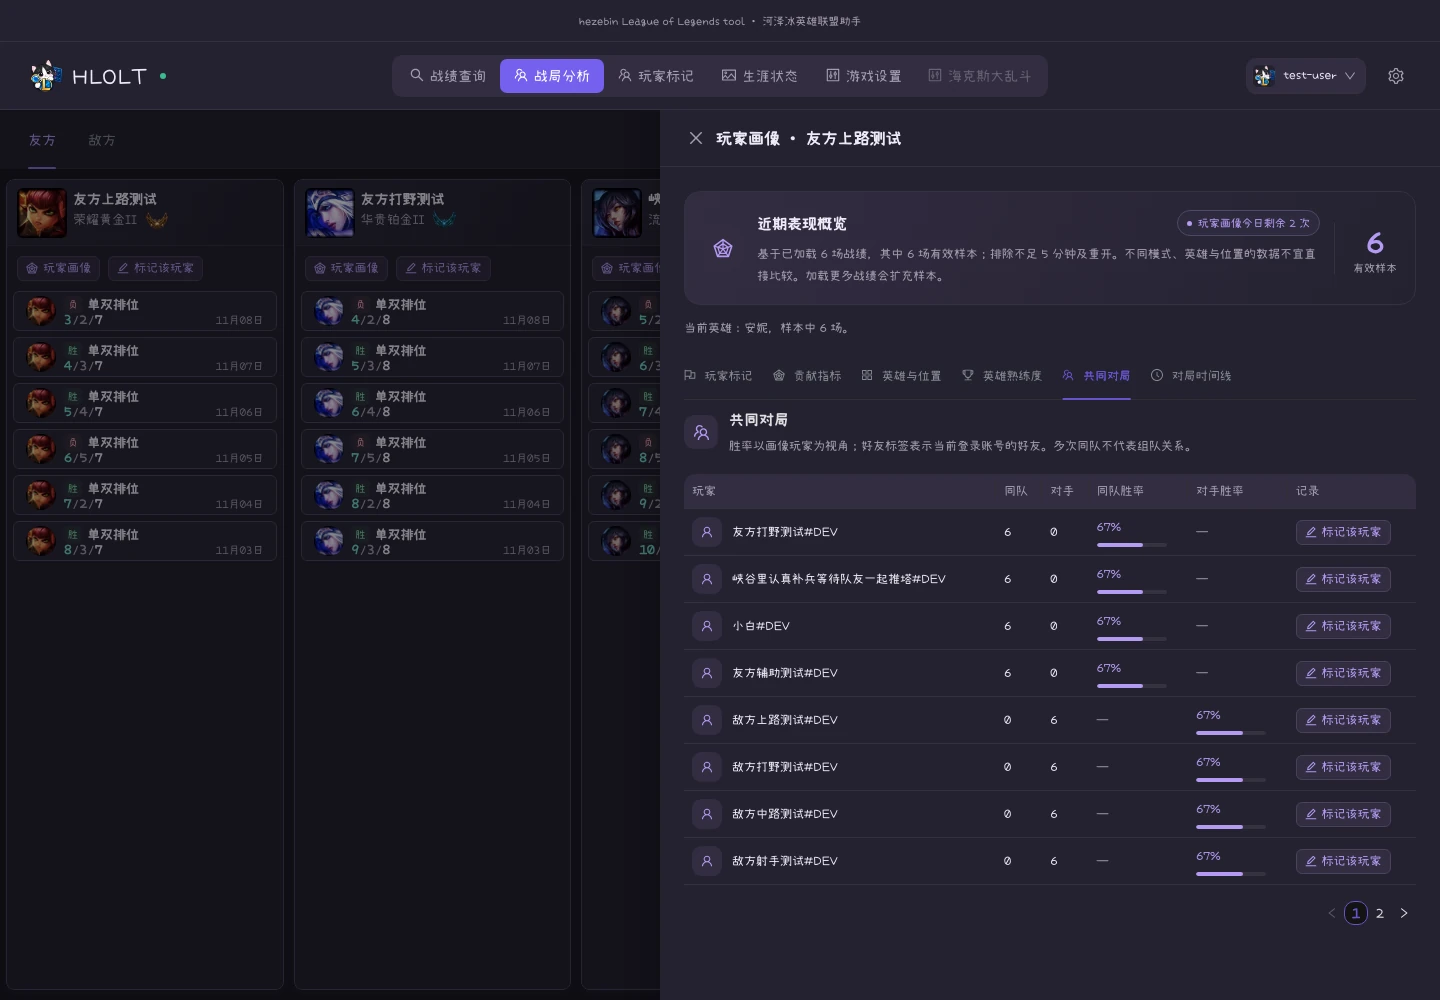 hezebin League of Legends tool • 河泽冰英雄联盟助手
HLOLT
战绩查询 战局分析 玩家标记 生涯状态 游戏设置 海克斯大乱斗
test-user
友方 敌方
友方上路测试
荣耀黄金II
玩家画像 标记该玩家
负 单双排位
3/2/7 11月08日
胜 单双排位
4/3/7 11月07日
胜 单双排位
5/4/7 11月06日
负 单双排位
6/5/7 11月05日
胜 单双排位
7/2/7 11月04日
胜 单双排位
8/3/7 11月03日
友方打野测试
华贵铂金II
玩家画像 标记该玩家
负 单双排位
4/2/8 11月08日
胜 单双排位
5/3/8 11月07日
胜 单双排位
6/4/8 11月06日
负 单双排位
7/5/8 11月05日
胜 单双排位
8/2/8 11月04日
胜 单双排位
9/3/8 11月03日
流
玩家画
负
5/2
胜
6/3
胜
7/4
负
8/5
胜
9/2
胜
10/
玩家画像 • 友方上路测试
近期表现概览
玩家画像今日剩余 2 次
基于已加载 6 场战绩，其中 6 场有效样本；排除不足 5 分钟及重开。不同模式、英雄与位置的数据不宜直
接比较。加载更多战绩会扩充样本。
6
有效样本
当前英雄：安妮，样本中 6 场。
玩家标记 贡献指标 英雄与位置 英雄熟练度 共同对局 对局时间线
共同对局
胜率以画像玩家为视角；好友标签表示当前登录账号的好友。多次同队不代表组队关系。
玩家 同队 对手 同队胜率 对手胜率 记录
友方打野测试#DEV 6 0 67% — 标记该玩家
峡谷里认真补兵等待队友一起推塔#DEV 6 0 67% — 标记该玩家
小白#DEV 6 0 67% — 标记该玩家
友方辅助测试#DEV 6 0 67% — 标记该玩家
敌方上路测试#DEV 0 6 — 67% 标记该玩家
敌方打野测试#DEV 0 6 — 67% 标记该玩家
敌方中路测试#DEV 0 6 — 67% 标记该玩家
敌方射手测试#DEV 0 6 — 67% 标记该玩家
1 2